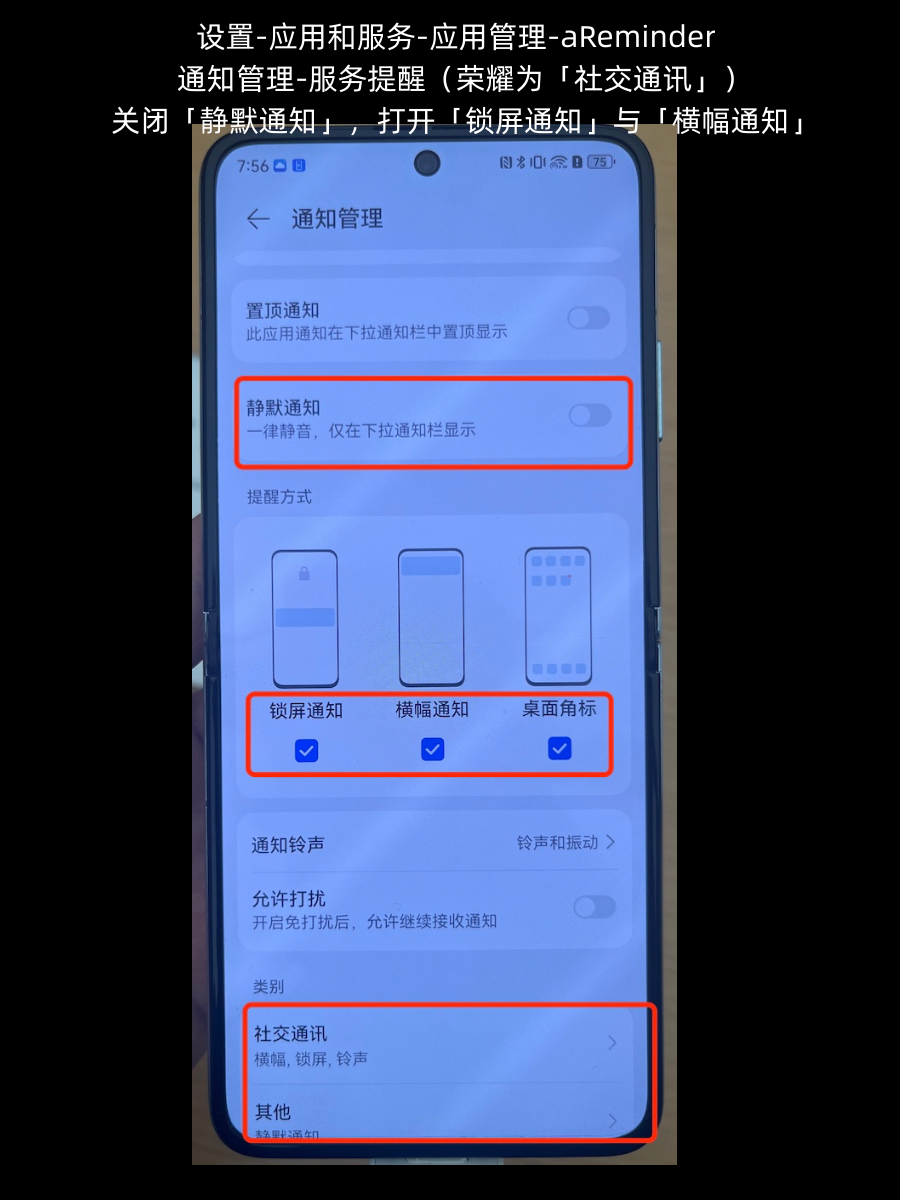 设置-应用和服务-应用管理-aReminder
通知管理-服务提醒（荣耀为「社交通讯」）
关闭「静默通知」，打开「锁屏通知」与「横幅通知」
7:56
75
通知管理
置顶通知
此应用通知在下拉通知栏中置顶显示
静默通知
一律静音，仅在下拉通知栏显示
提醒方式
锁屏通知 横幅通知 桌面角标
通知铃声 铃声和振动
允许打扰
开启免打扰后，允许继续接收通知
类别
社交通讯
横幅, 锁屏, 铃声
其他
静默通知